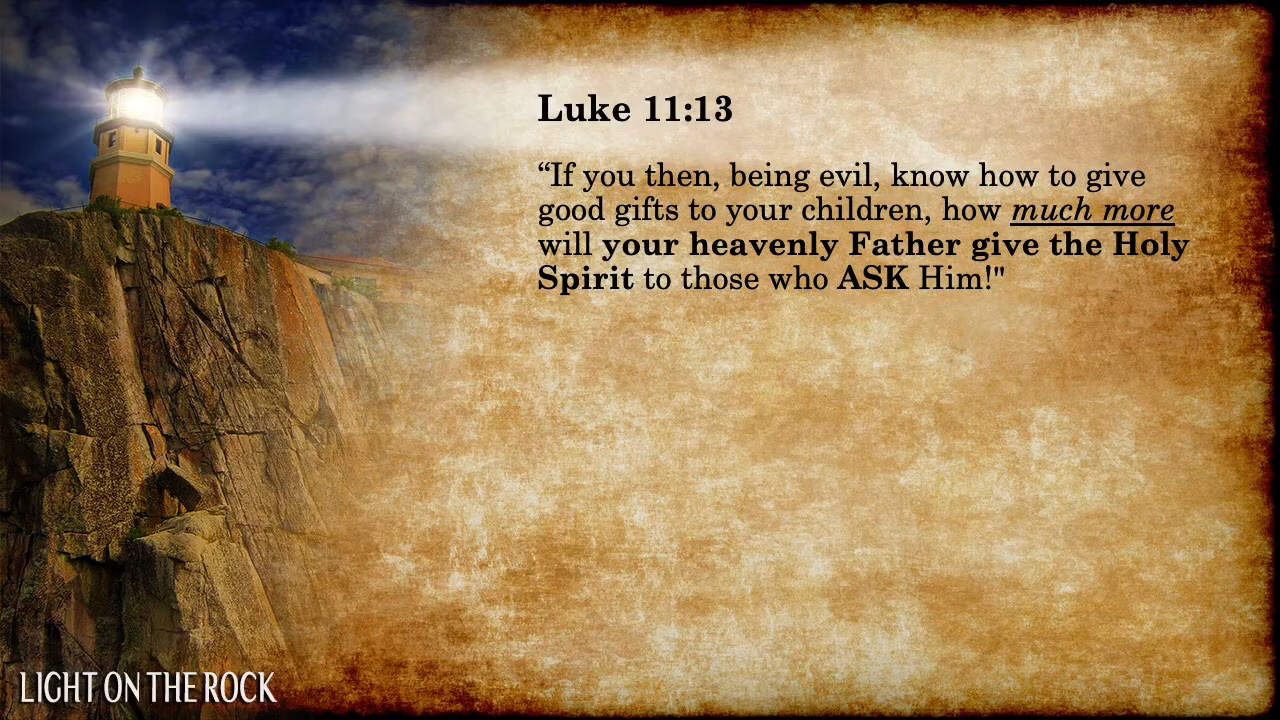 Luke 11:13
“If you then, being evil, know how to give
good gifts to your children, how much more
will your heavenly Father give the Holy
Spirit to those who ASK Him!"
LIGHT ON THE ROCK